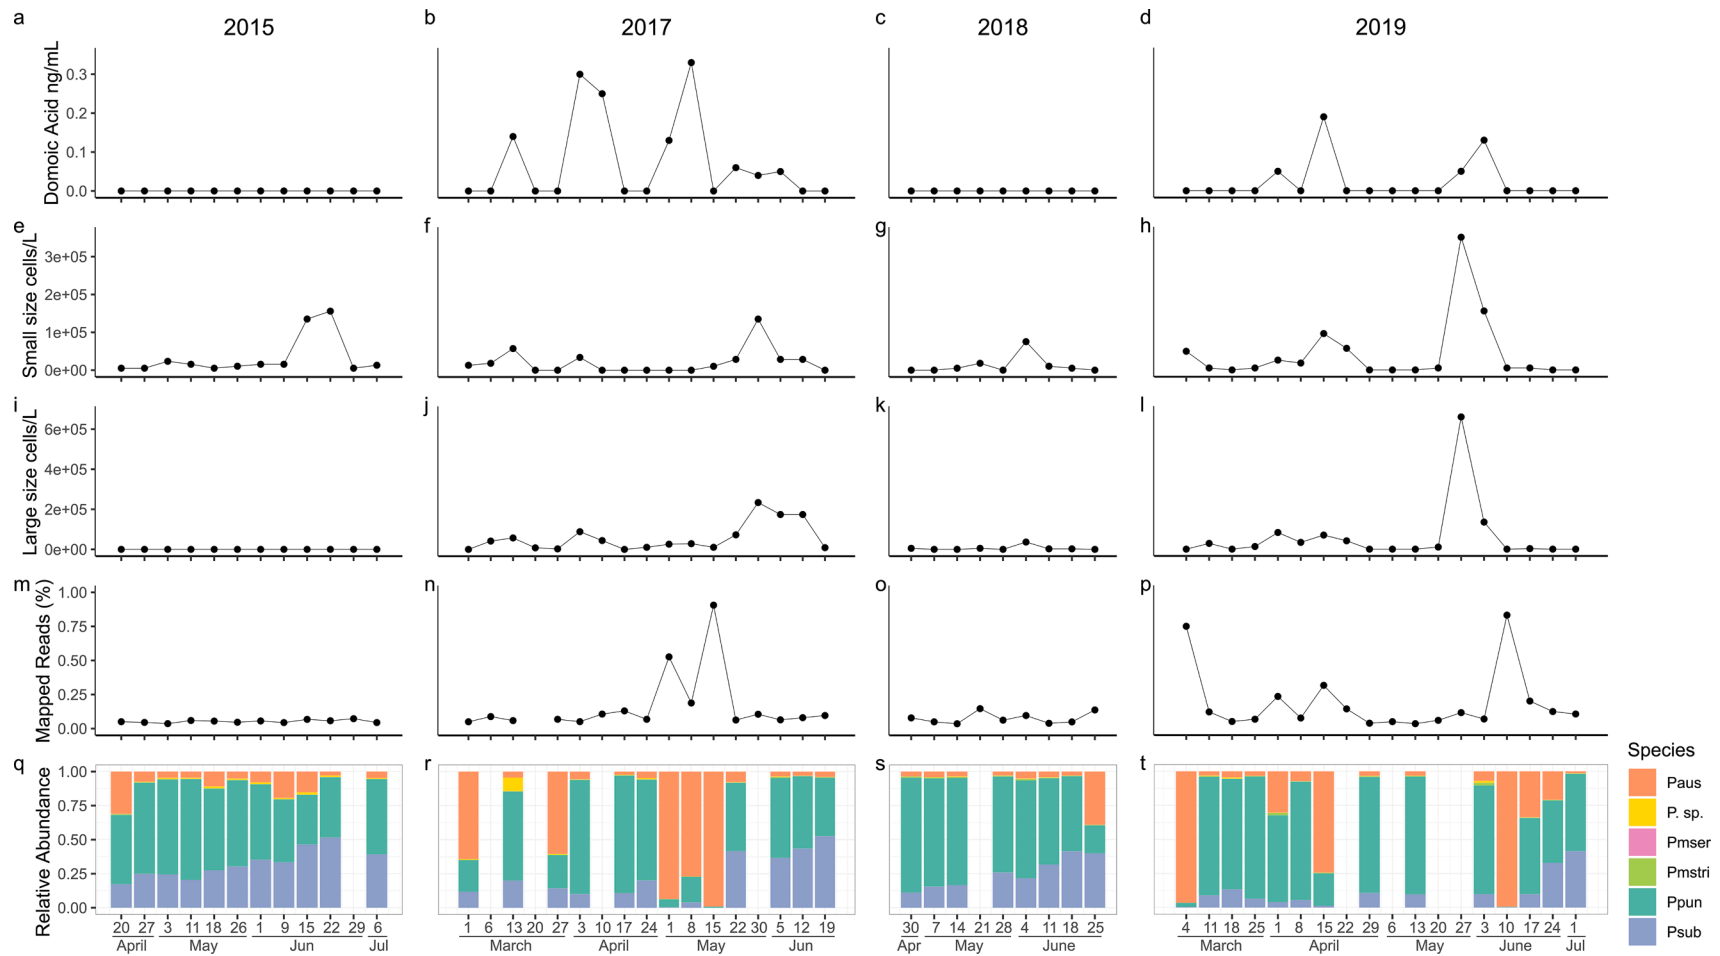 a 2015 b 2017 c 2018 d 2019
Domoic Acid ng/mL
0.3
0.2
0.1
0.0
e f g h
Small size cells/L
3e+05
2e+05
1e+05
0e+00
i j k l
Large size cells/L
6e+05
4e+05
2e+05
0e+00
m n o p
Mapped Reads (%)
1.00
0.75
0.50
0.25
0.00
q r s t
Relative Abundance
1.00
0.75
0.50
0.25
0.00
20 27 3 11 18 26 1 9 15 22 29 6 1 6 13 20 27 3 10 17 24 1 8 15 22 30 5 12 19 30 7 14 21 28 4 11 18 25 4 11 18 25 1 8 15 22 29 6 13 20 27 3 10 17 24 1
April May Jun Jul March April May Jun Apr May June March April May June Jul
Species
Paus
P. sp.
Pmser
Pmstri
Ppun
Psub